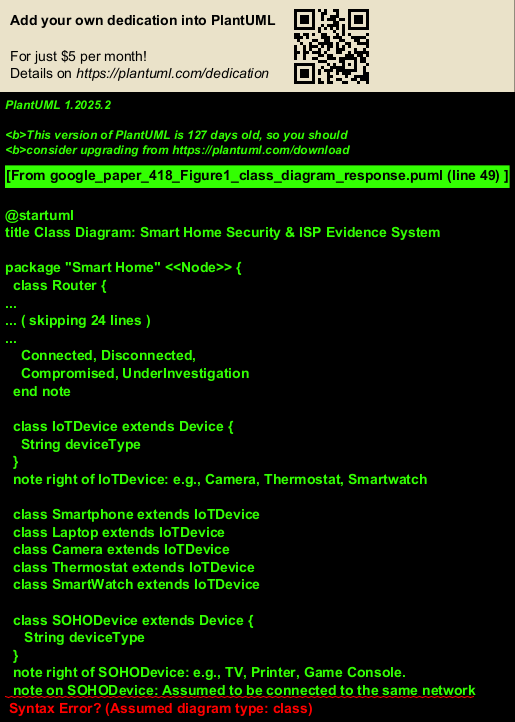 Add your own dedication into PlantUML
For just $5 per month!
Details on https://plantuml.com/dedication
PlantUML 1.2025.2
<b>This version of PlantUML is 127 days old, so you should
<b>consider upgrading from https://plantuml.com/download
[From google_paper_418_Figure1_class_diagram_response.puml (line 49) ]
@startuml
title Class Diagram: Smart Home Security & ISP Evidence System
package "Smart Home" <<Node>> {
class Router {
...
... ( skipping 24 lines )
...
Connected, Disconnected,
Compromised, UnderInvestigation
end note
class IoTDevice extends Device {
String deviceType
}
note right of IoTDevice: e.g., Camera, Thermostat, Smartwatch
class Smartphone extends IoTDevice
class Laptop extends IoTDevice
class Camera extends IoTDevice
class Thermostat extends IoTDevice
class SmartWatch extends IoTDevice
class SOHODevice extends Device {
String deviceType
}
note right of SOHODevice: e.g., TV, Printer, Game Console.
note on SOHODevice: Assumed to be connected to the same network
Syntax Error? (Assumed diagram type: class)